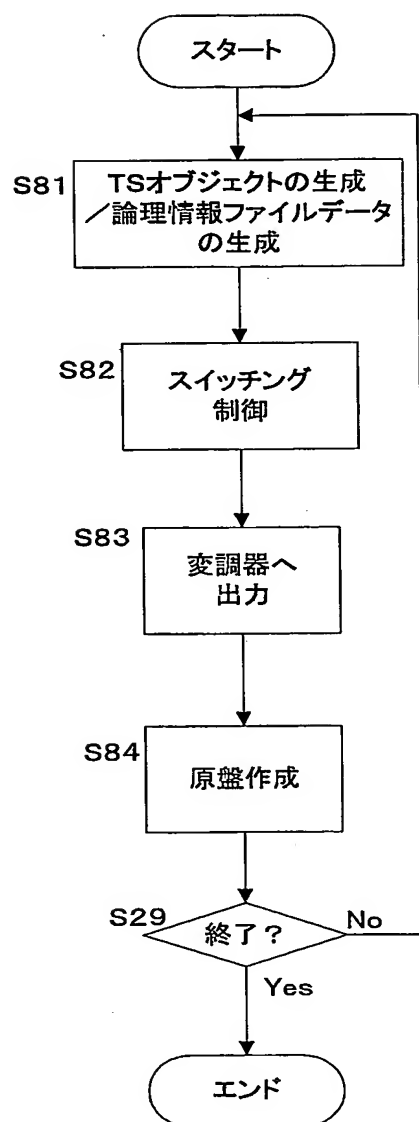 スタート
S81
TSオブジェクトの生成
／論理情報ファイルデータ
の生成
S82
スイッチング
制御
S83
変調器へ
出力
S84
原盤作成
S29
終了？
No
Yes
エンド